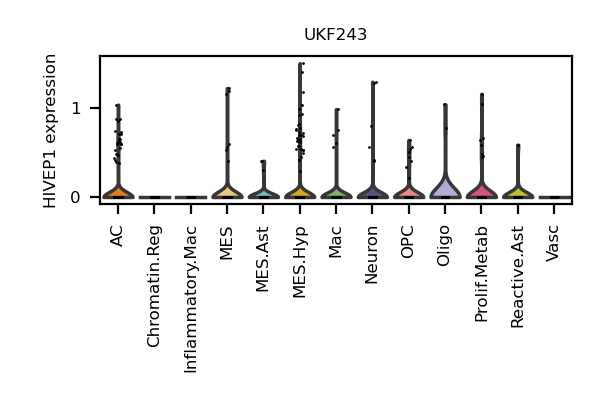 UKF243
HIVEP1 expression
1
0
AC
Chromatin.Reg
Inflammatory.Mac
MES
MES.Ast
MES.Hyp
Mac
Neuron
OPC
Oligo
Prolif.Metab
Reactive.Ast
Vasc